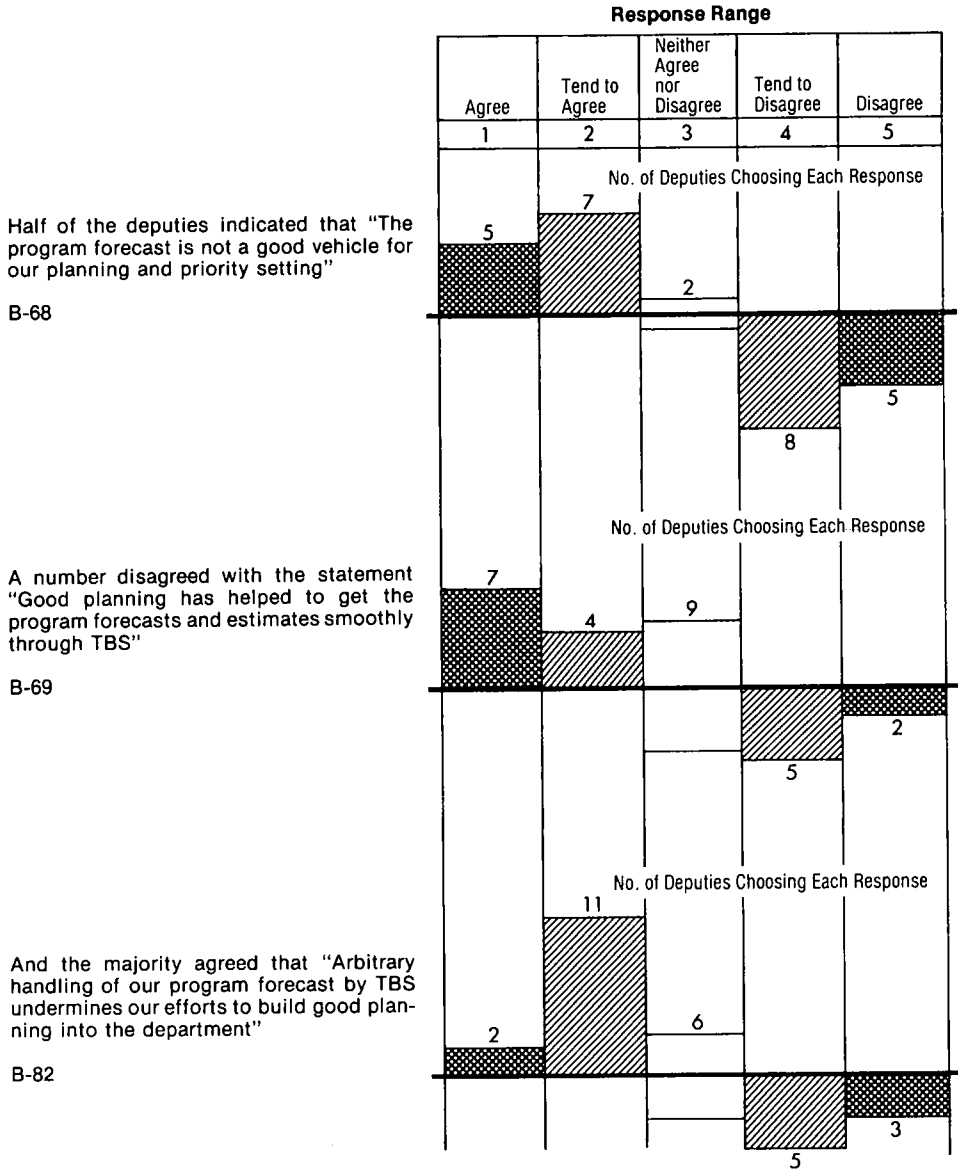 Response Range
Agree
Tend to
Agree
Neither
Agree
nor
Disagree
Tend to
Disagree
Disagree
1 2 3 4 5
No. of Deputies Choosing Each Response
Half of the deputies indicated that “The
program forecast is not a good vehicle for
our planning and priority setting”
B-68
5
7
2
8
5
No. of Deputies Choosing Each Response
A number disagreed with the statement
“Good planning has helped to get the
program forecasts and estimates smoothly
through TBS”
B-69
7
4
9
5
2
No. of Deputies Choosing Each Response
And the majority agreed that “Arbitrary
handling of our program forecast by TBS
undermines our efforts to build good plan-
ning into the department”
B-82
2
11
6
5
3